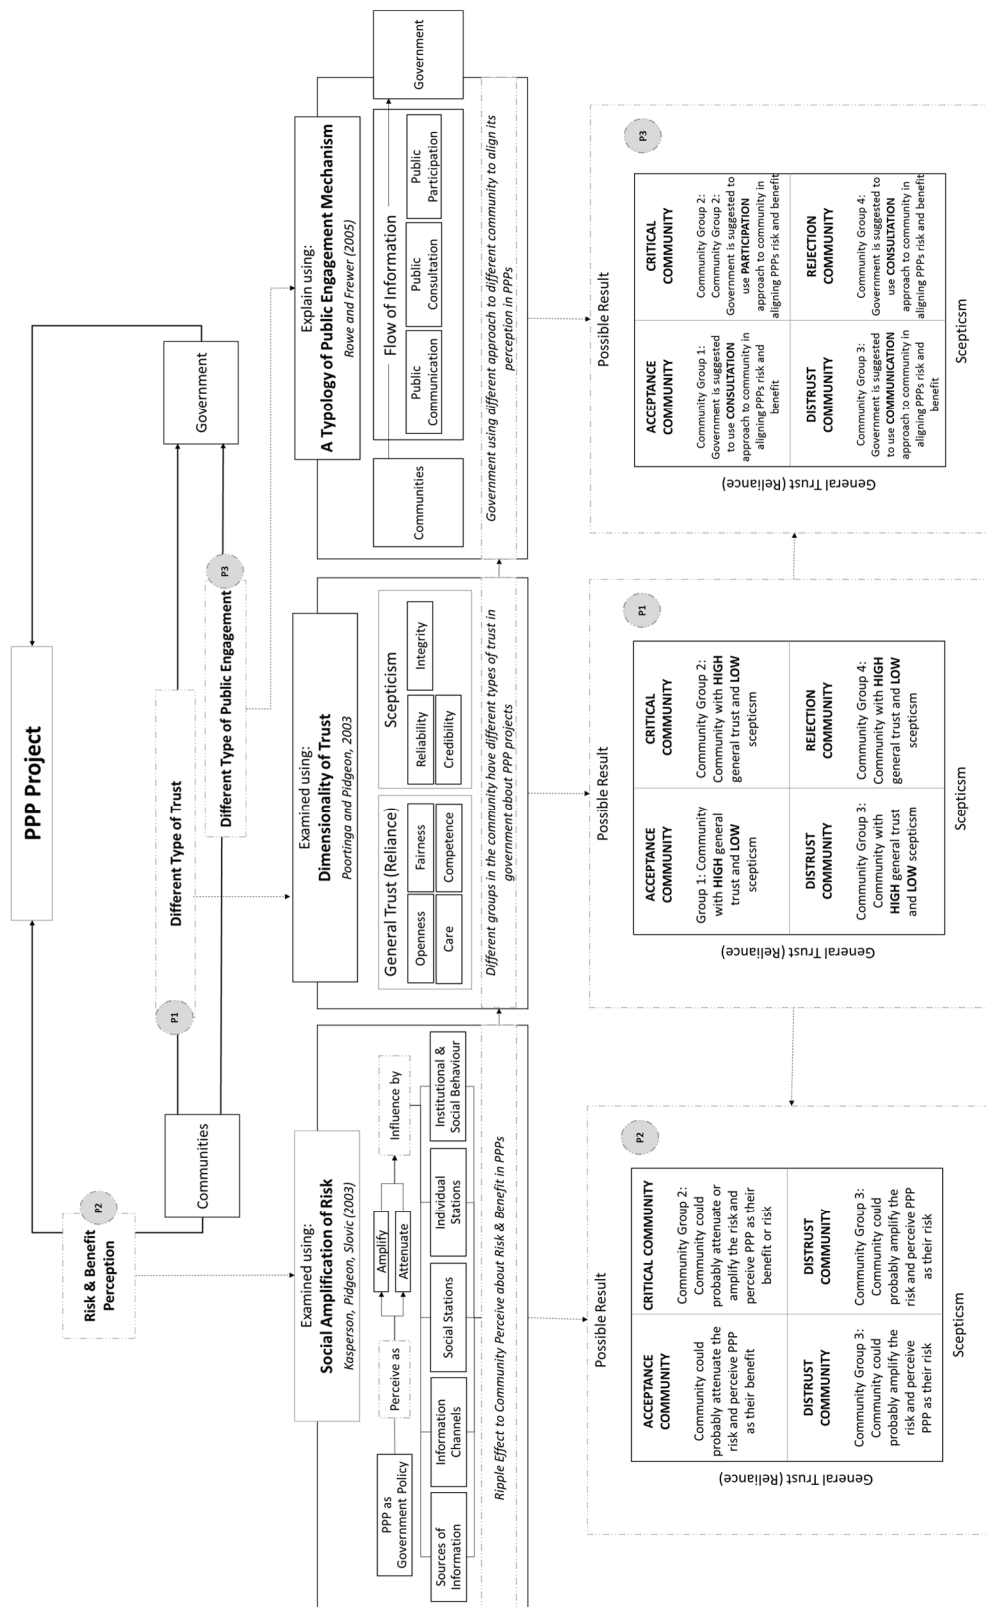 PPP Project
Risk & Benefit
Perception
P2
P1
Different Type of Trust
Different Type of Public Engagement
P3
Communities
Government
Examined using:
Social Amplification of Risk
Kasperson, Pidgeon, Slovic (2003)
PPP as
Government Policy
Perceive as
Amplify
Attenuate
Influence by
Sources of
Information
Information
Channels
Social Stations
Individual
Stations
Institutional &
Social Behaviour
Ripple Effect to Community Perceive about Risk & Benefit in PPPs
Examined using:
Dimensionality of Trust
Poortinga and Pidgeon, 2003
General Trust (Reliance)
Openness
Fairness
Care
Competence
Scepticism
Reliability
Integrity
Credibility
Different groups in the community have different types of trust in
government about PPP projects
Explain using:
A Typology of Public Engagement Mechanism
Rowe and Frewer (2005)
Communities
Flow of Information
Public
Communication
Public
Consultation
Public
Participation
Government
Government using different approach to different community to align its
perception in PPPs
Possible Result
P2
General Trust (Reliance)
ACCEPTANCE
COMMUNITY
Community could
probably attenuate the
risk and perceive PPP
as their benefit
CRITICAL COMMUNITY
Community Group 2:
Community could
probably attenuate or
amplify the risk and
perceive PPP as their
benefit or risk
DISTRUST
COMMUNITY
Community Group 3:
Community could
probably amplify the
risk and perceive
PPP as their risk
DISTRUST
COMMUNITY
Community Group 3:
Community could
probably amplify the
risk and perceive PPP
as their risk
Scepticsm
Possible Result
P1
General Trust (Reliance)
ACCEPTANCE
COMMUNITY
Group 1: Community
with HIGH general
trust and LOW
scepticsm
CRITICAL
COMMUNITY
Community Group 2:
Community with HIGH
general trust and LOW
scepticsm
DISTRUST
COMMUNITY
Community Group 3:
Community with
HIGH general trust
and LOW scepticsm
REJECTION
COMMUNITY
Community Group 4:
Community with HIGH
general trust and LOW
scepticsm
Scepticsm
Possible Result
P3
General Trust (Reliance)
ACCEPTANCE
COMMUNITY
Community Group 1:
Government is suggested
to use CONSULTATION
approach to community in
aligning PPPs risk and
benefit
CRITICAL
COMMUNITY
Community Group 2:
Community Group 2:
Government is suggested to
use PARTICIPATION
approach to community in
aligning PPPs risk and benefit
DISTRUST
COMMUNITY
Community Group 3:
Government is suggested
to use COMMUNICATION
approach to community in
aligning PPPs risk and
benefit
REJECTION
COMMUNITY
Community Group 4:
Government is suggested to
use CONSULTATION
approach to community in
aligning PPPs risk and benefit
Scepticsm